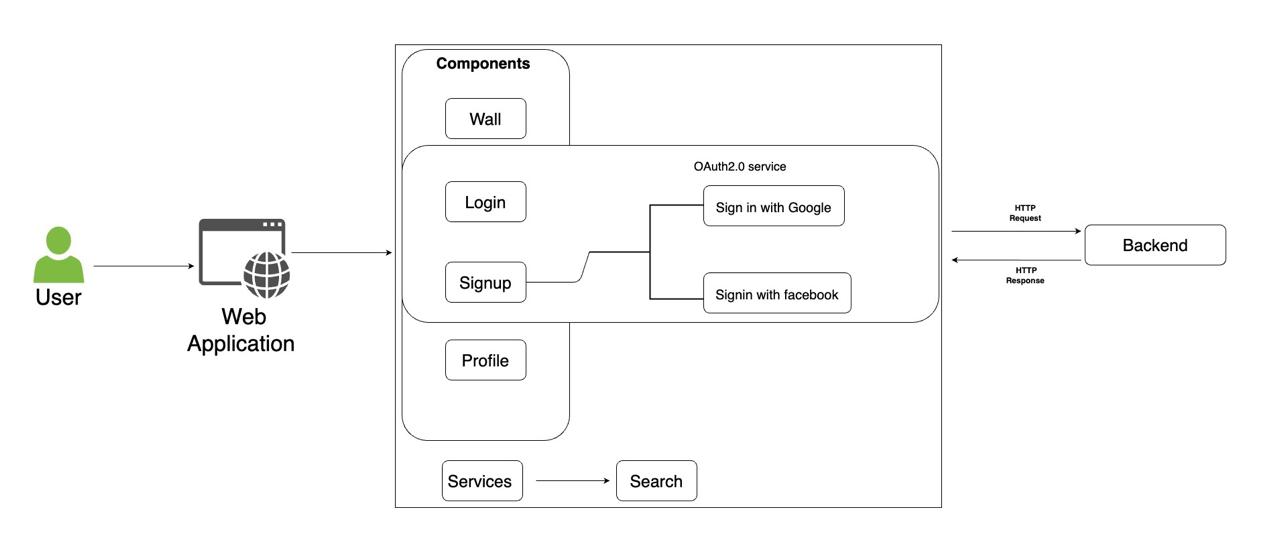 Components
Wall
OAuth2.0 service
Login
Sign in with Google
HTTP
Request
Backend
User
Signup
Signin with facebook
HTTP
Response
Web
Application
Profile
Services
Search